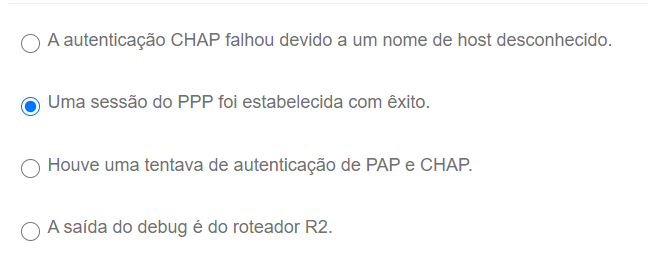 A autenticação CHAP falhou devido a um nome de host desconhecido.
Uma sessão do PPP foi estabelecida com êxito.
Houve uma tentava de autenticação de PAP e CHAP.
A saída do debug é do roteador R2.